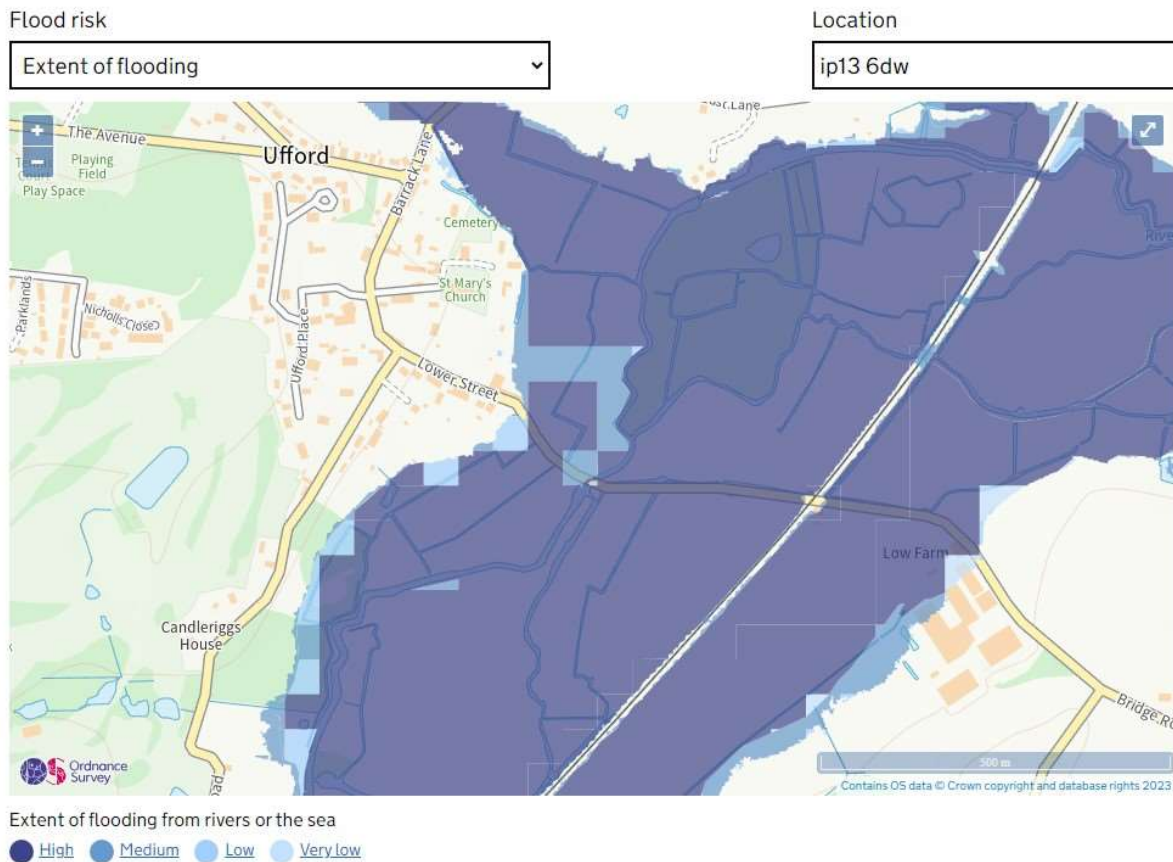 Flood risk
Location
Extent of flooding
ip13 6dw
+
−
The Avenue
Playing
Field
Play Space
Ufford
Barrack Lane
Lane
Cemetery
St Mary's
Church
Parklands
Nicholls Close
Ufford Place
Lower Street
Low Farm
Candleriggs
House
Bridge
Ordnance
Survey
500 m
Contains OS data © Crown copyright and database rights 2023
Extent of flooding from rivers or the sea
High
Medium
Low
Very low